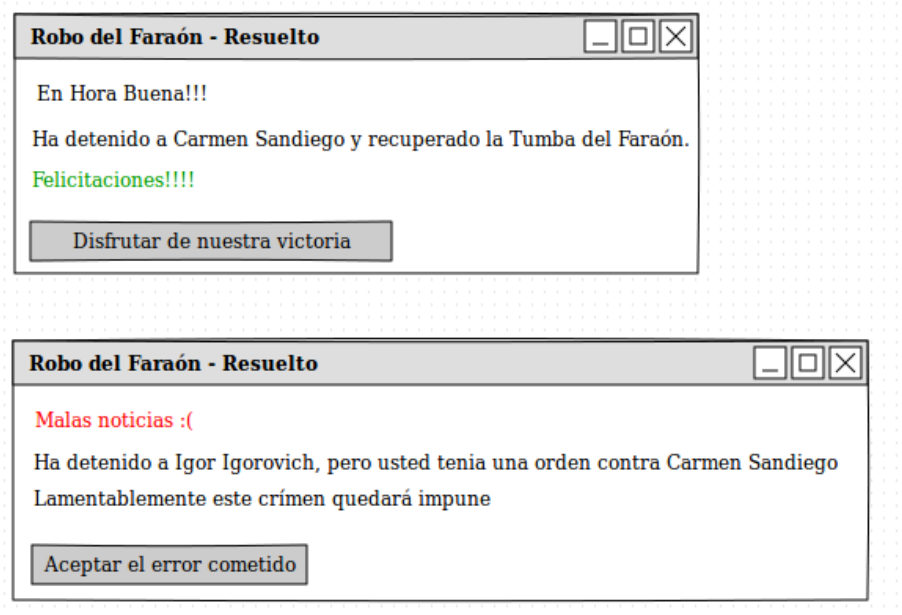 Robo del Faraón - Resuelto
En Hora Buena!!!
Ha detenido a Carmen Sandiego y recuperado la Tumba del Faraón.
Felicitaciones!!!!
Disfrutar de nuestra victoria
Robo del Faraón - Resuelto
Malas noticias :(
Ha detenido a Igor Igorovich, pero usted tenia una orden contra Carmen Sandiego
Lamentablemente este crímen quedará impune
Aceptar el error cometido